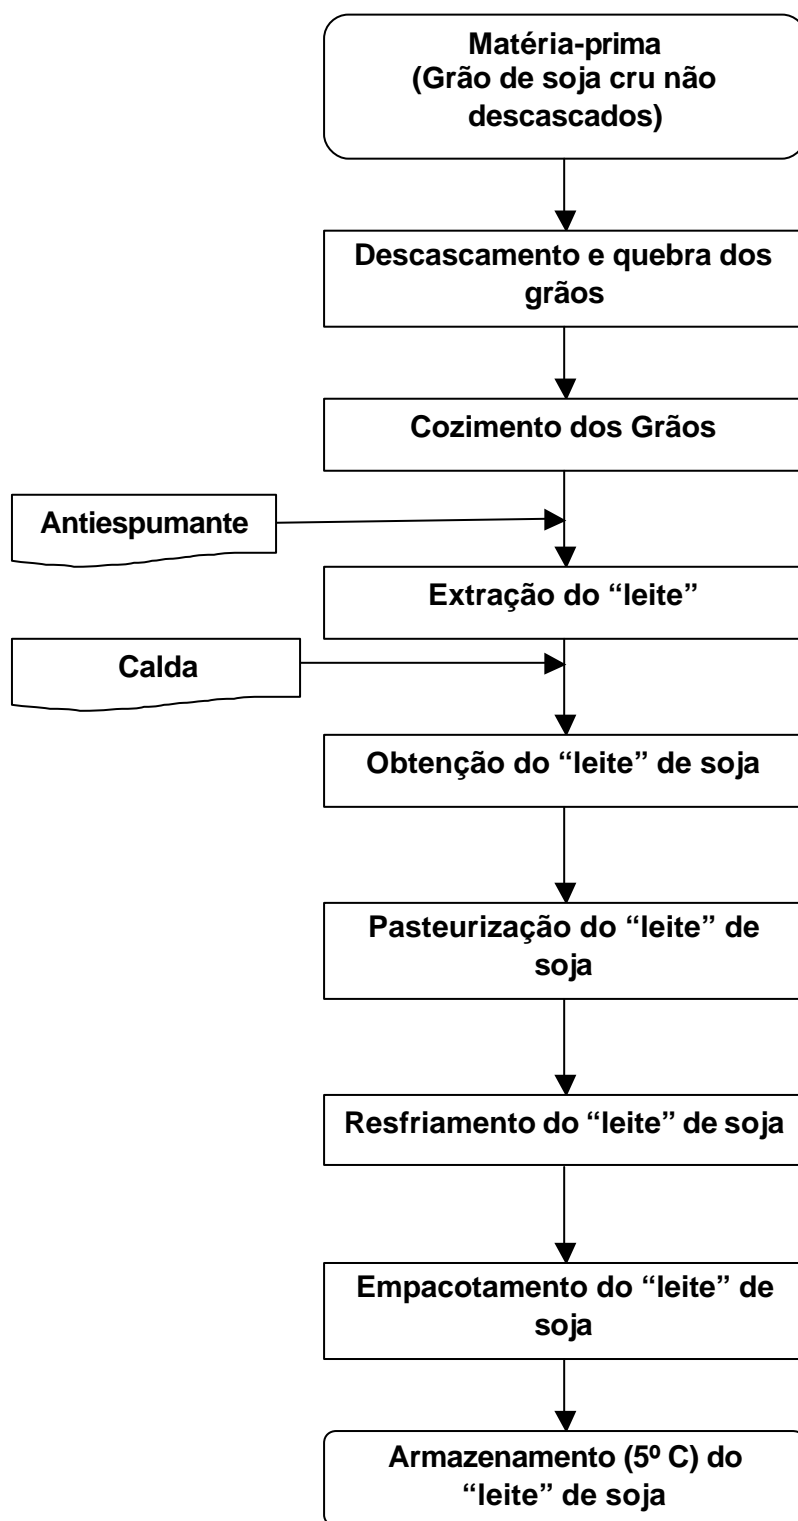 Matéria-prima
(Grão de soja cru não
descascados)
Descascamento e quebra dos
grãos
Cozimento dos Grãos
Antiespumante
Extração do “leite”
Calda
Obtenção do “leite” de soja
Pasteurização do “leite” de
soja
Resfriamento do “leite” de soja
Empacotamento do “leite” de
soja
Armazenamento (5º C) do
“leite” de soja